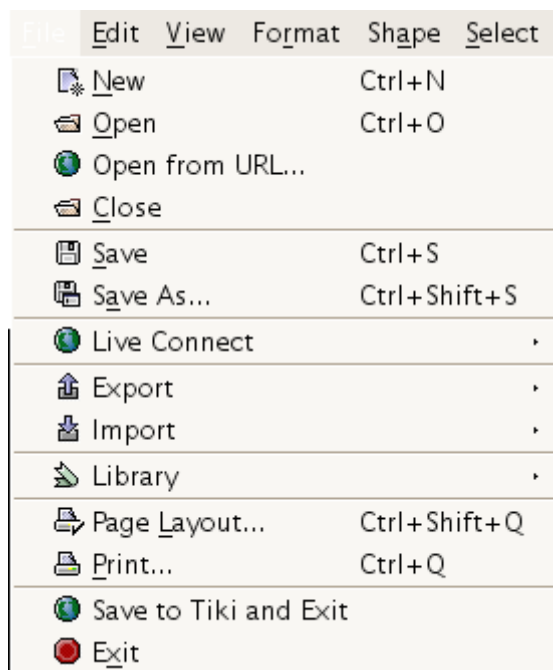 File Edit View Format Shape Select
New Ctrl+N
Open Ctrl+O
Open from URL...
Close
Save Ctrl+S
Save As... Ctrl+Shift+S
Live Connect
Export
Import
Library
Page Layout... Ctrl+Shift+Q
Print... Ctrl+Q
Save to Tiki and Exit
Exit